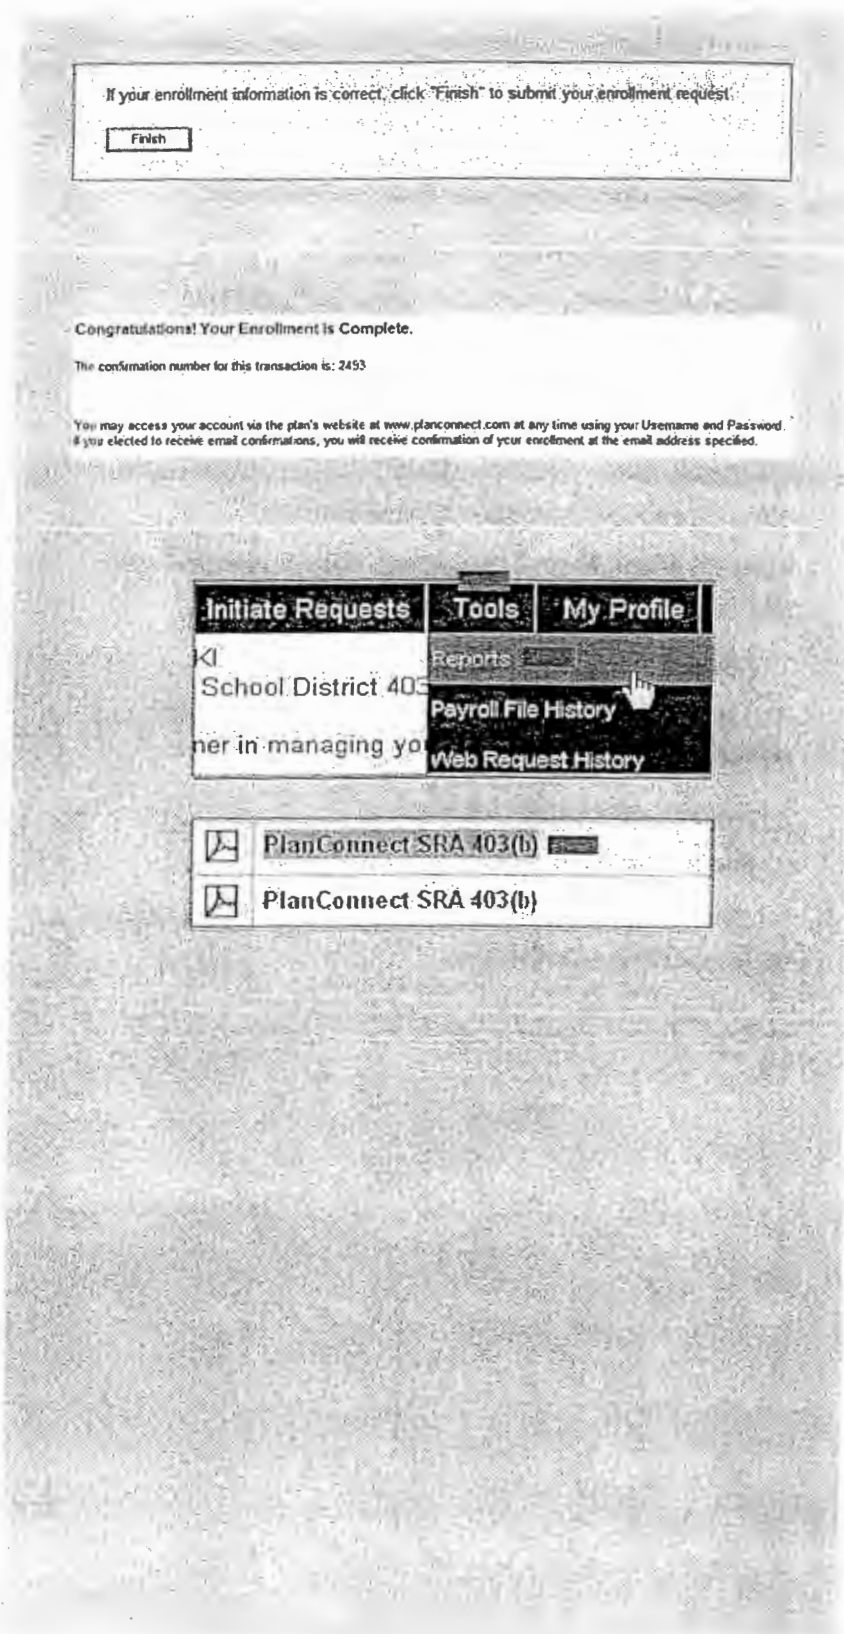 If your enrollment information is correct, click "Finish" to submit your enrollment request.
Finish
Congratulations! Your Enrollment is Complete.
The confirmation number for this transaction is: 2493
You may access your account via the plan's website at www.planconnect.com at any time using your Username and Password.
If you elected to receive email confirmations, you will receive confirmation of your enrollment at the email address specified.
Initiate Requests Tools My Profile
KI Reports
School District 403
Payroll File History
ner in managing yo
Web Request History
PlanConnect SRA 403(b)
PlanConnect SRA 403(b)